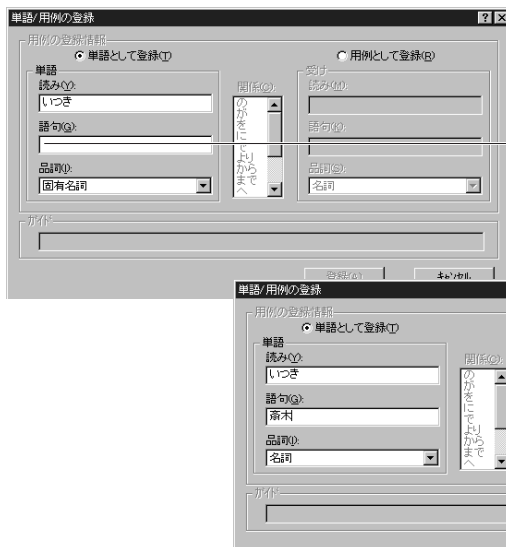 単語/用例の登録
用例の登録情報
単語として登録(T)
用例として登録(R)
単語
読み(Y):
いつき
語句(G):
品詞(I):
固有名詞
関係(C):
の
が
を
に
で
より
から
まで
へ
受け
読み(M):
語句(K):
品詞(S):
名詞
ガイド
登録(A)
キャンセル
単語/用例の登録
用例の登録情報
単語として登録(T)
単語
読み(Y):
いつき
語句(G):
斎木
品詞(I):
名詞
関係(C):
の
が
を
に
で
より
から
まで
へ
ガイド